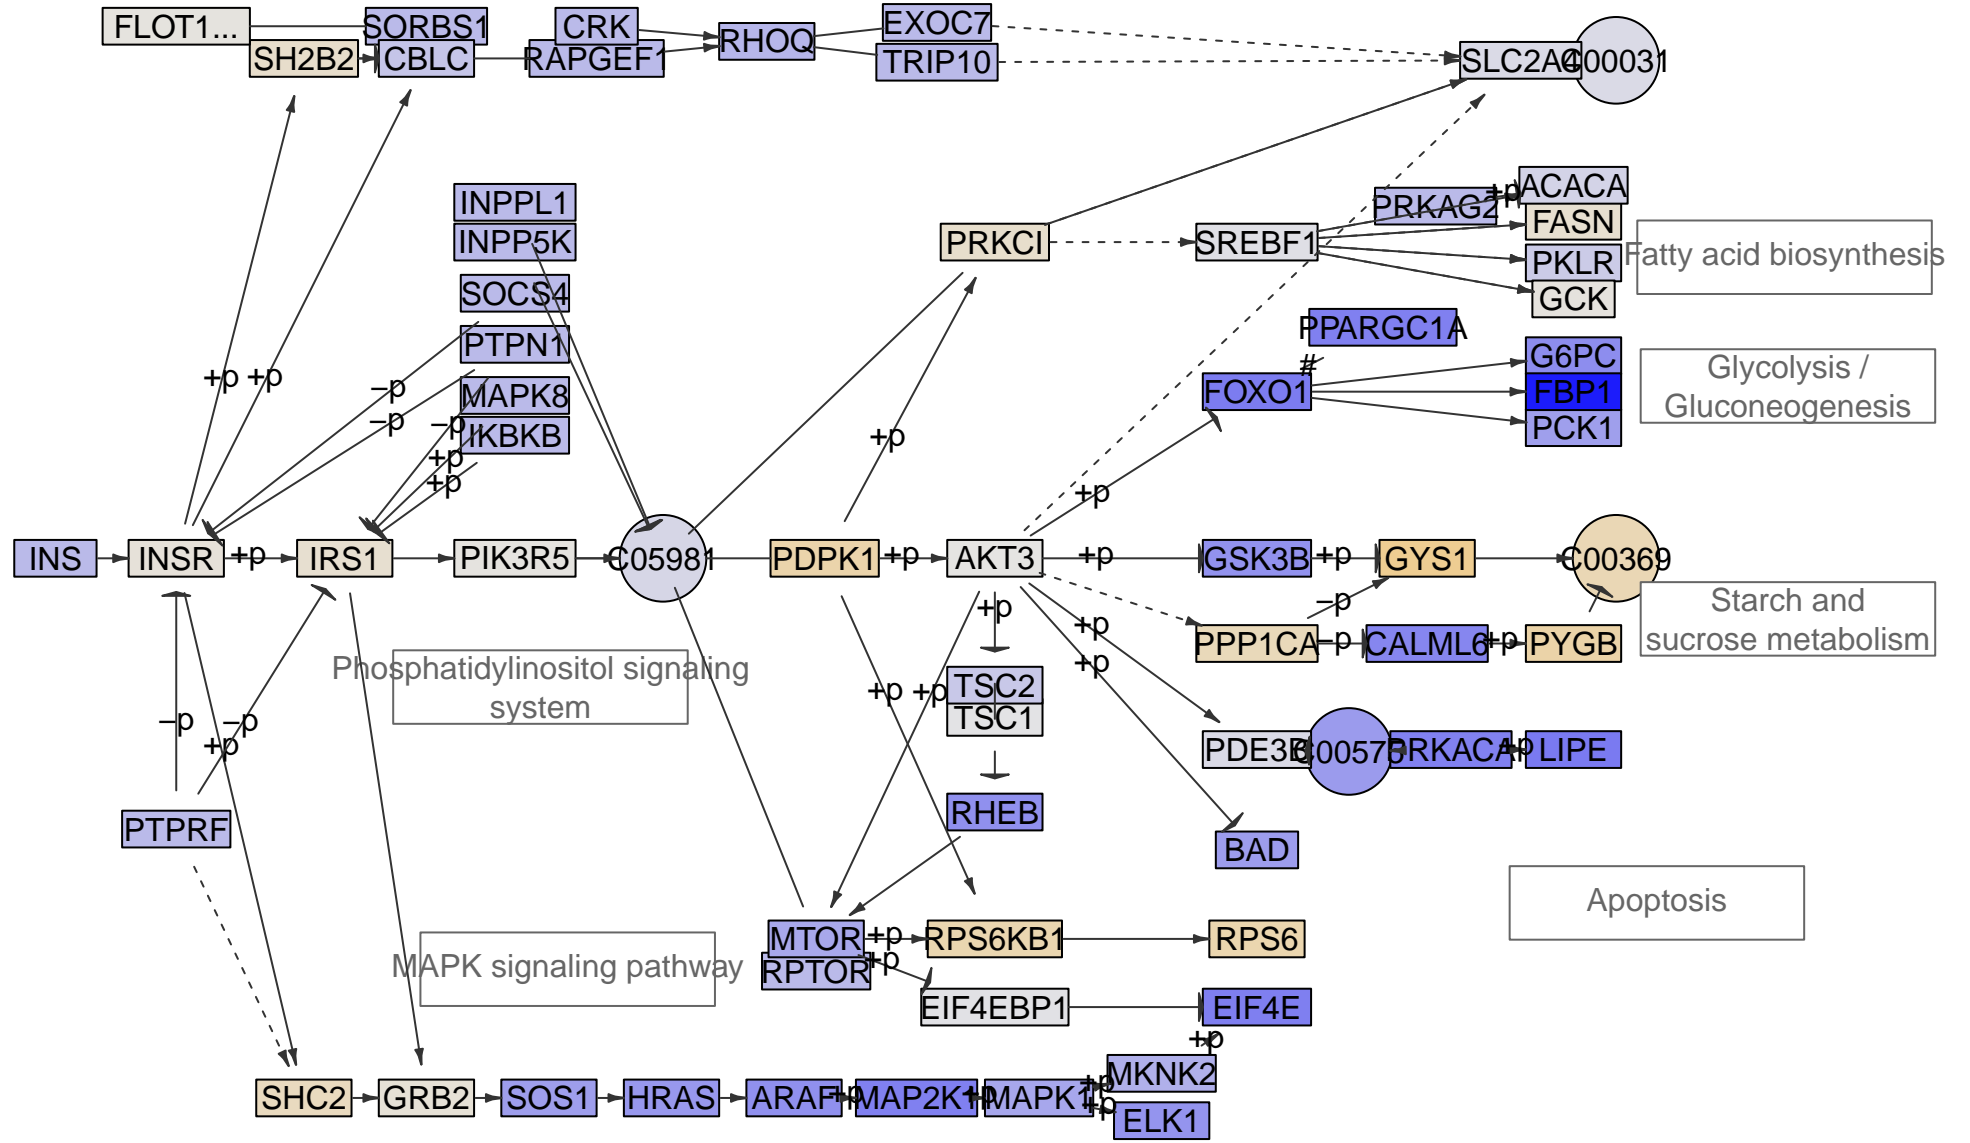 FLOT1...
SORBS1
CRK
EXOC7
SH2B2
CBLC
RAPGEF1
RHOQ
TRIP10
SLC2A4
C00031
INPPL1
INPP5K
SOCS4
PTPN1
MAPK8
IKBKB
PRKCI
SREBF1
PRKAG2
+p
ACACA
FASN
PKLR
GCK
Fatty acid biosynthesis
PPARGC1A
#
FOXO1
G6PC
FBP1
PCK1
Glycolysis /
Gluconeogenesis
+p
+p
−p
−p
−p
+p
+p
+p
+p
INS
INSR
+p
IRS1
PIK3R5
C05981
PDPK1
+p
AKT3
+p
GSK3B
+p
GYS1
C00369
+p
+p
+p
−p
PPP1CA
−p
CALML6
+p
PYGB
Starch and
sucrose metabolism
Phosphatidylinositol signaling
system
−p
−p
+p
+p
+p
TSC2
TSC1
PDE3B
C00575
PRKACA
+p
LIPE
PTPRF
RHEB
BAD
Apoptosis
MAPK signaling pathway
MTOR
RPTOR
+p
+p
RPS6KB1
RPS6
EIF4EBP1
EIF4E
+p
SHC2
GRB2
SOS1
HRAS
ARAF
+p
MAP2K1
+p
MAPK1
+p
+p
MKNK2
ELK1